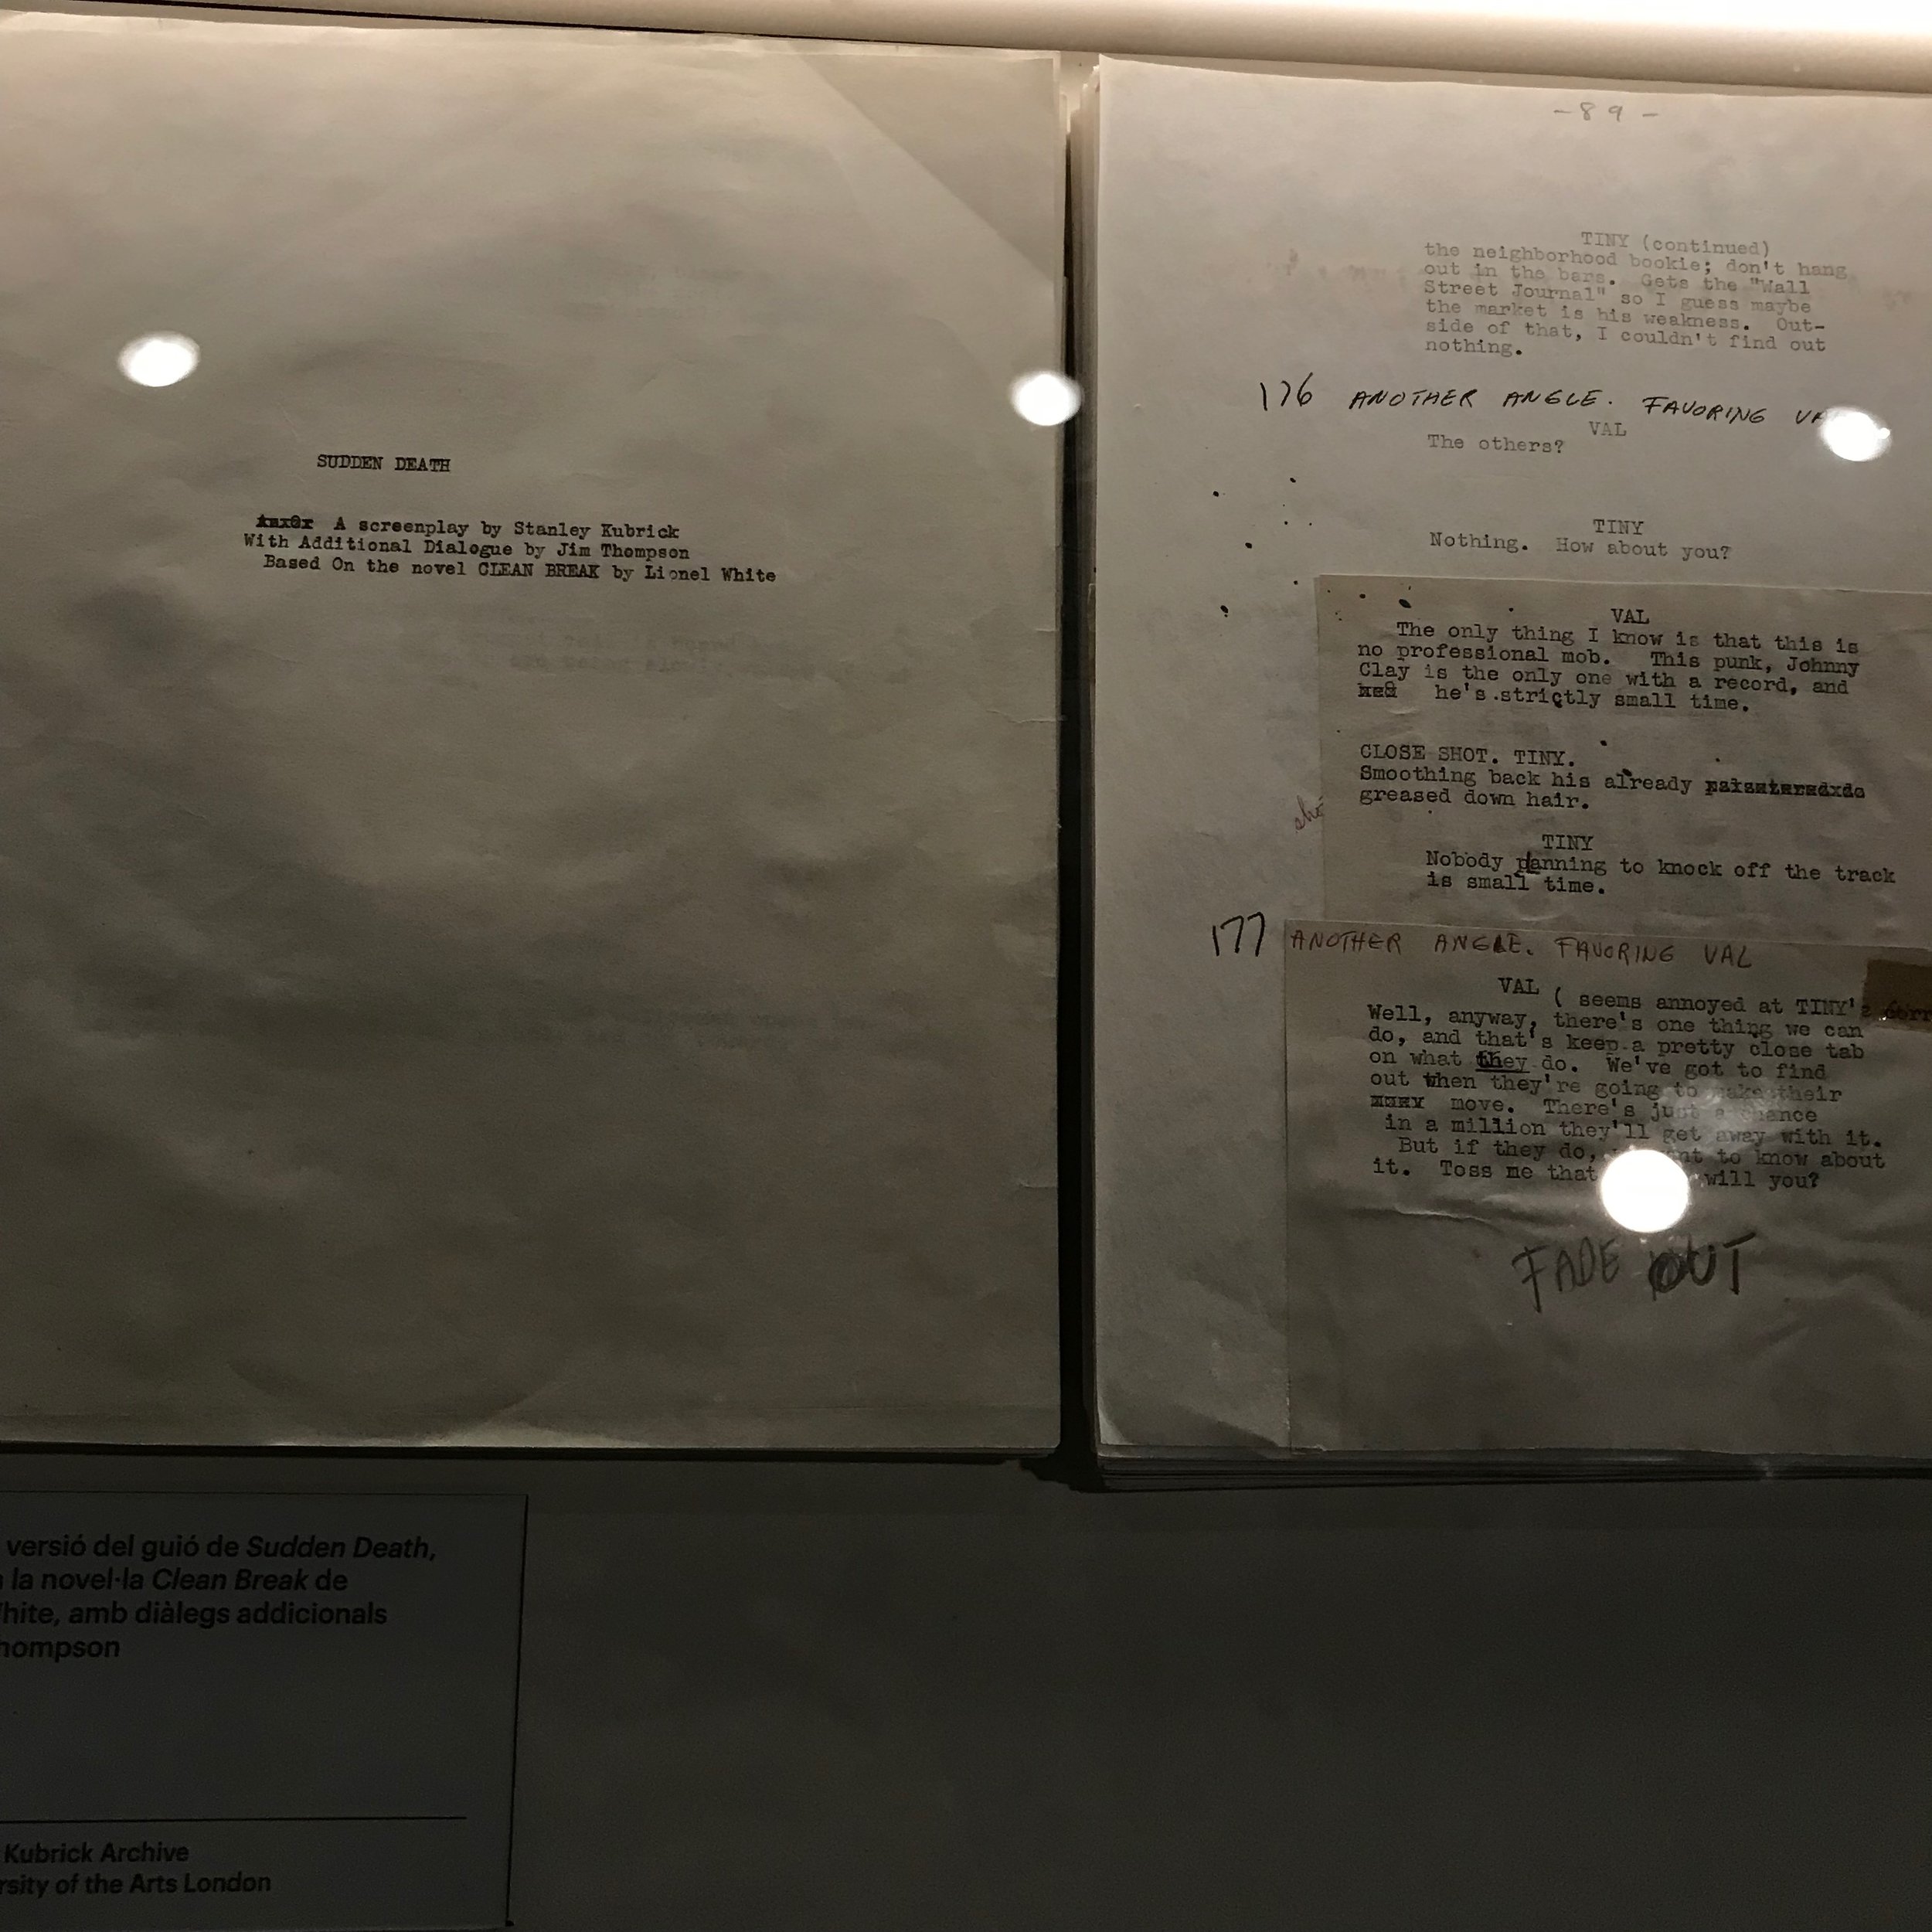 SUDDEN DEATH
A screenplay by Stanley Kubrick
With Additional Dialogue by Jim Thompson
Based On the novel CLEAN BREAK by Lionel White
-89-
TINY (continued)
the neighborhood bookie; don't hang
out in the bars. Gets the "Wall
Street Journal" so I guess maybe
the market is his weakness. Out-
side of that, I couldn't find out
nothing.
176 ANOTHER ANGLE. FAVORING
VAL
The others?
TINY
Nothing. How about you?
VAL
The only thing I know is that this is
no professional mob. This punk, Johnny
Clay is the only one with a record, and
he's strictly small time.
CLOSE SHOT. TINY.
Smoothing back his already
greased down hair.
TINY
Nobody planning to knock off the track
is small time.
177 ANOTHER ANGLE. FAVORING VAL
VAL ( seems annoyed at TINY's
Well, anyway, there's one thing we can
do, and that's keep a pretty close tab
on what they do. We've got to find
out when they're going to make their
move. There's just a chance
in a million they'll get away with it.
But if they do, to know about
it. Toss me that will you?
FADE OUT
versió del guió de Sudden Death,
la novel·la Clean Break de
White, amb diàlegs addicionals
Thompson
Kubrick Archive
of the Arts London